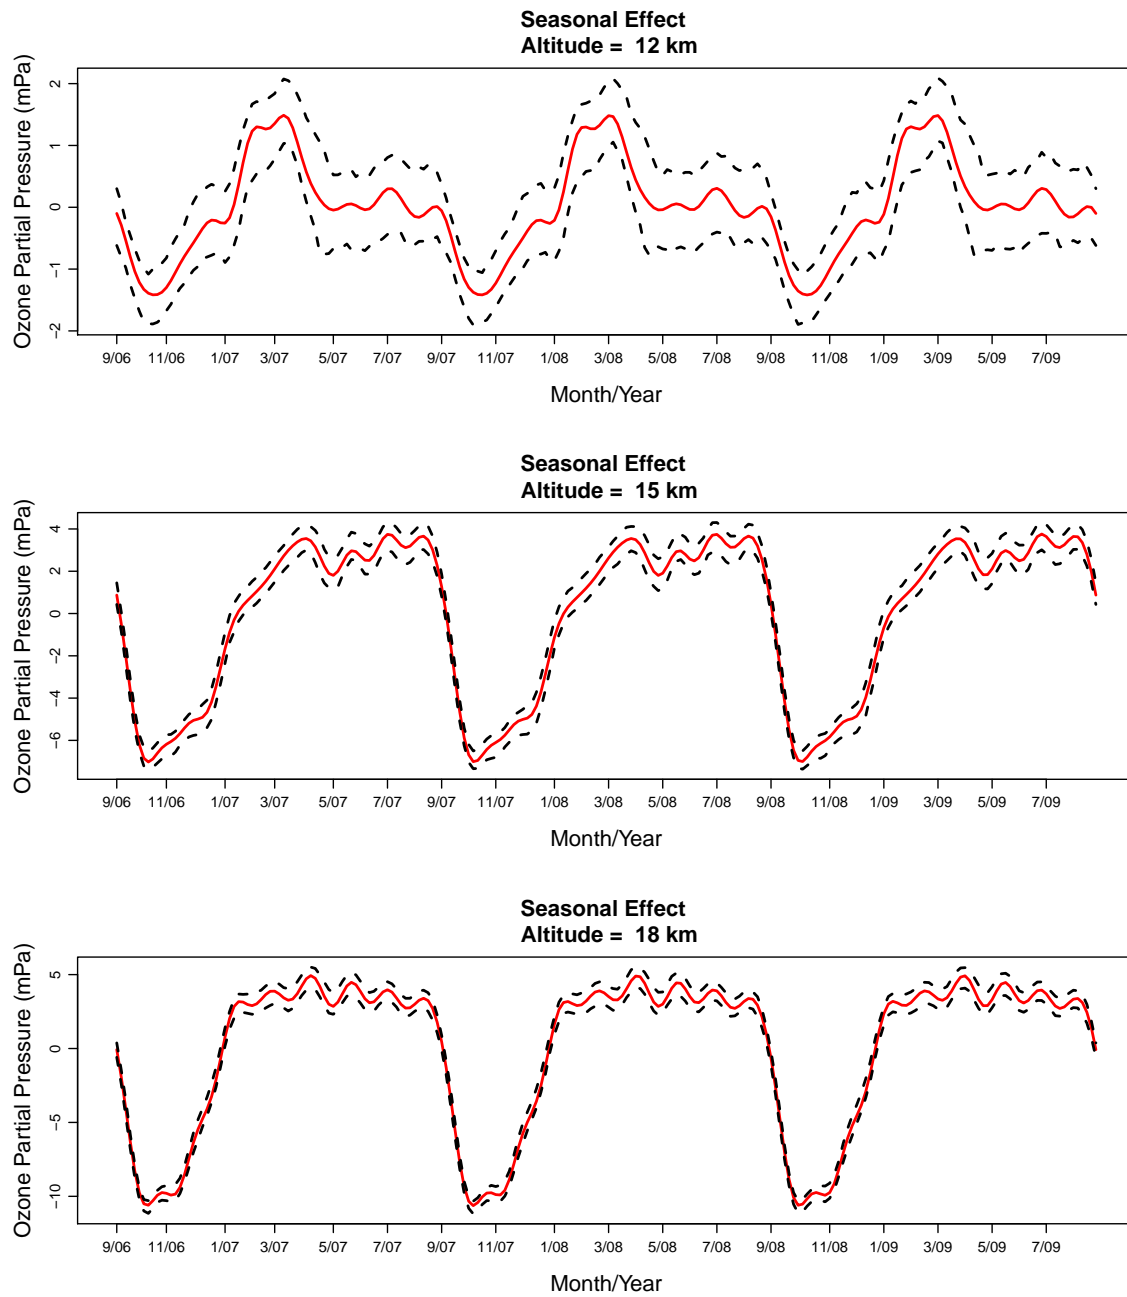 Seasonal Effect
Altitude = 12 km
Ozone Partial Pressure (mPa)
2
1
0
-1
-2
9/06 11/06 1/07 3/07 5/07 7/07 9/07 11/07 1/08 3/08 5/08 7/08 9/08 11/08 1/09 3/09 5/09 7/09
Month/Year
Seasonal Effect
Altitude = 15 km
Ozone Partial Pressure (mPa)
4
2
0
-2
-4
-6
9/06 11/06 1/07 3/07 5/07 7/07 9/07 11/07 1/08 3/08 5/08 7/08 9/08 11/08 1/09 3/09 5/09 7/09
Month/Year
Seasonal Effect
Altitude = 18 km
Ozone Partial Pressure (mPa)
5
0
-5
-10
9/06 11/06 1/07 3/07 5/07 7/07 9/07 11/07 1/08 3/08 5/08 7/08 9/08 11/08 1/09 3/09 5/09 7/09
Month/Year